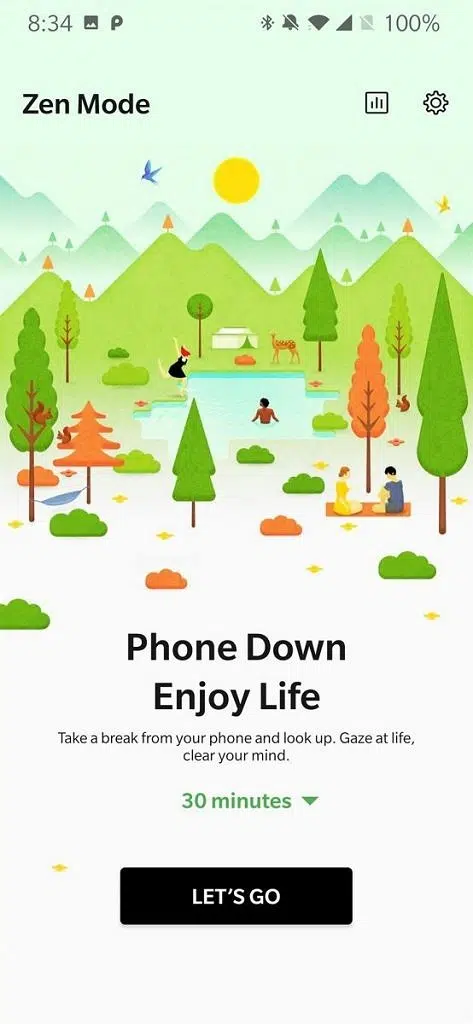 8:34 100%
Zen Mode
Phone Down
Enjoy Life
Take a break from your phone and look up. Gaze at life,
clear your mind.
30 minutes
LET'S GO